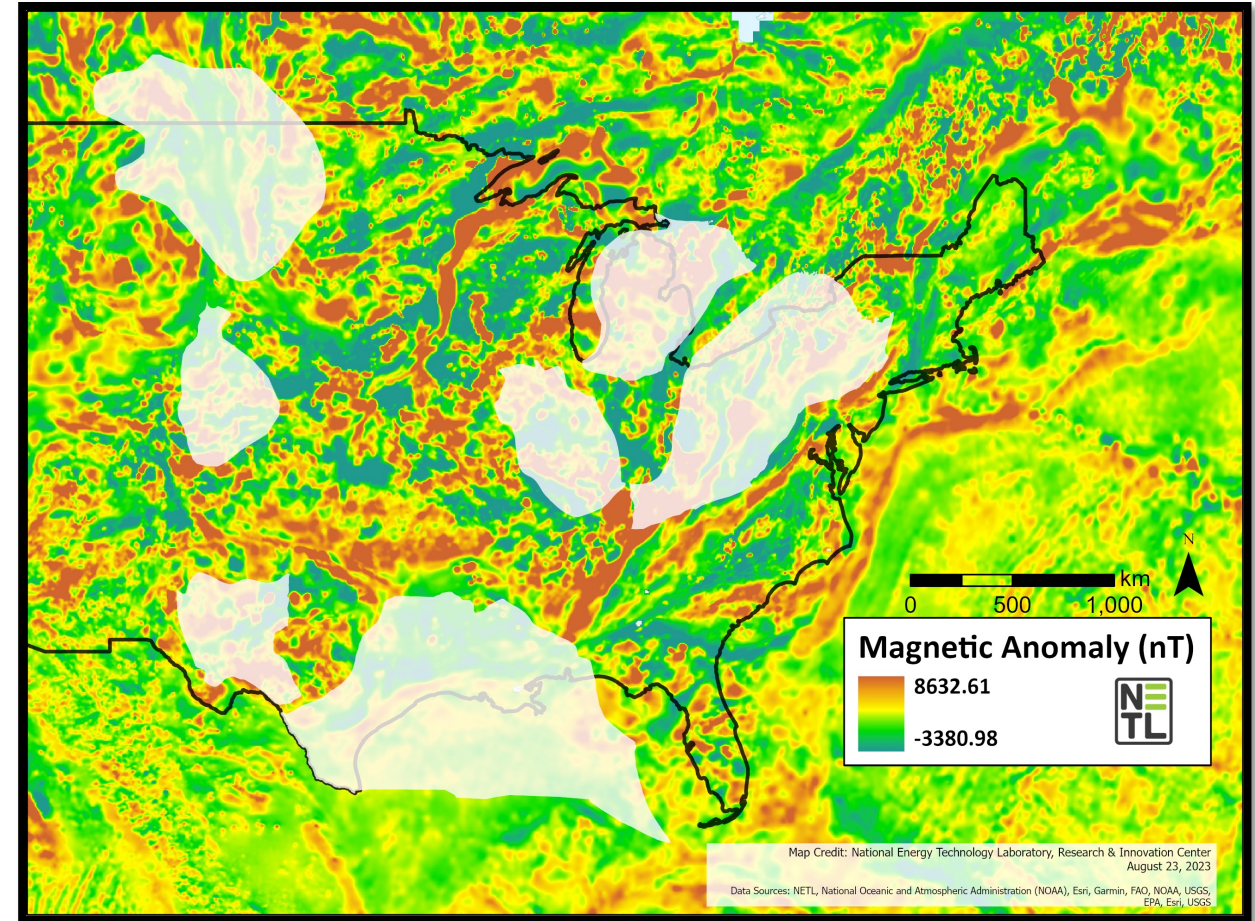 N
km
0 500 1,000
Magnetic Anomaly (nT)
8632.61
-3380.98
NE
TL
Map Credit: National Energy Technology Laboratory, Research & Innovation Center
August 23, 2023
Data Sources: NETL, National Oceanic and Atmospheric Administration (NOAA), Esri, Garmin, FAO, NOAA, USGS,
EPA, Esri, USGS